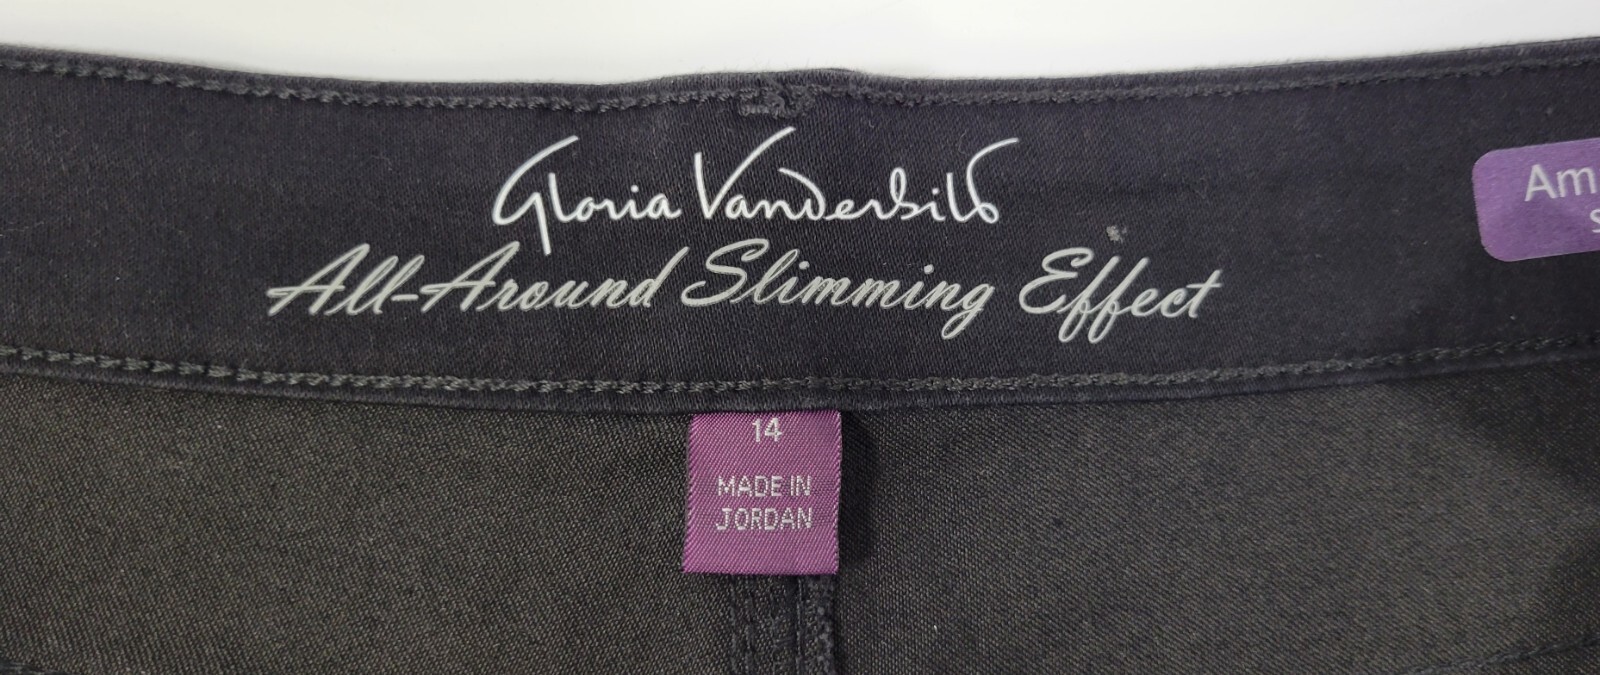 Gloria Vanderbilt
All-Around Slimming Effect
14
MADE IN
JORDAN